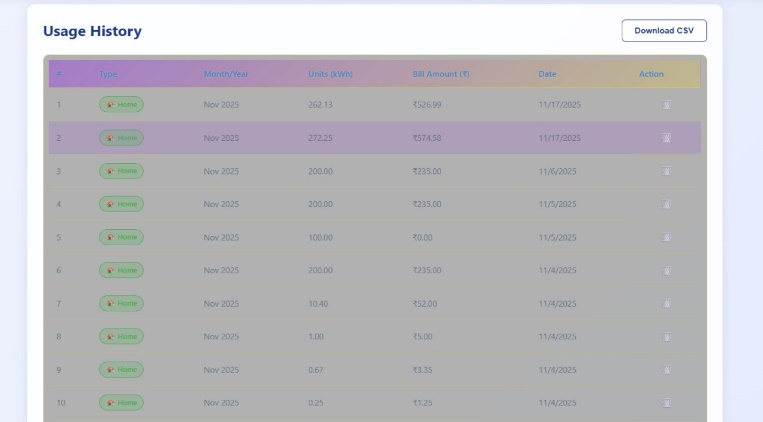 Usage History
Download CSV
# Type Month/Year Units (kWh) Bill Amount (₹) Date Action
1 Home Nov 2025 262.13 ₹526.99 11/17/2025
2 Home Nov 2025 272.25 ₹574.58 11/17/2025
3 Home Nov 2025 200.00 ₹235.00 11/6/2025
4 Home Nov 2025 200.00 ₹235.00 11/5/2025
5 Home Nov 2025 100.00 ₹0.00 11/5/2025
6 Home Nov 2025 200.00 ₹235.00 11/4/2025
7 Home Nov 2025 10.40 ₹52.00 11/4/2025
8 Home Nov 2025 1.00 ₹5.00 11/4/2025
9 Home Nov 2025 0.67 ₹3.35 11/4/2025
10 Home Nov 2025 0.25 ₹1.25 11/4/2025